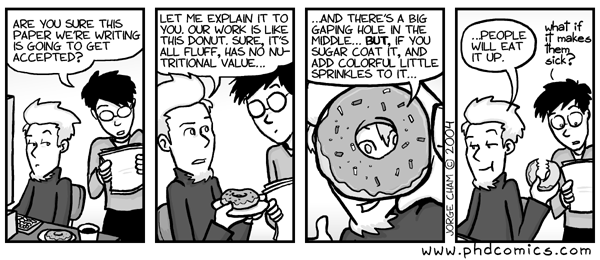 ARE YOU SURE THIS
PAPER WE'RE WRITING
IS GOING TO GET
ACCEPTED?
LET ME EXPLAIN IT TO
YOU. OUR WORK IS LIKE
THIS DONUT. SURE, IT'S
ALL FLUFF, HAS NO NU-
TRITIONAL VALUE...
...AND THERE'S A BIG
GAPING HOLE IN THE
MIDDLE... BUT, IF YOU
SUGAR COAT IT, AND
ADD COLORFUL LITTLE
SPRINKLES TO IT...
JORGE CHAM © 2004
...PEOPLE
WILL EAT
IT UP.
what if
it makes
them
sick?
www.phdcomics.com